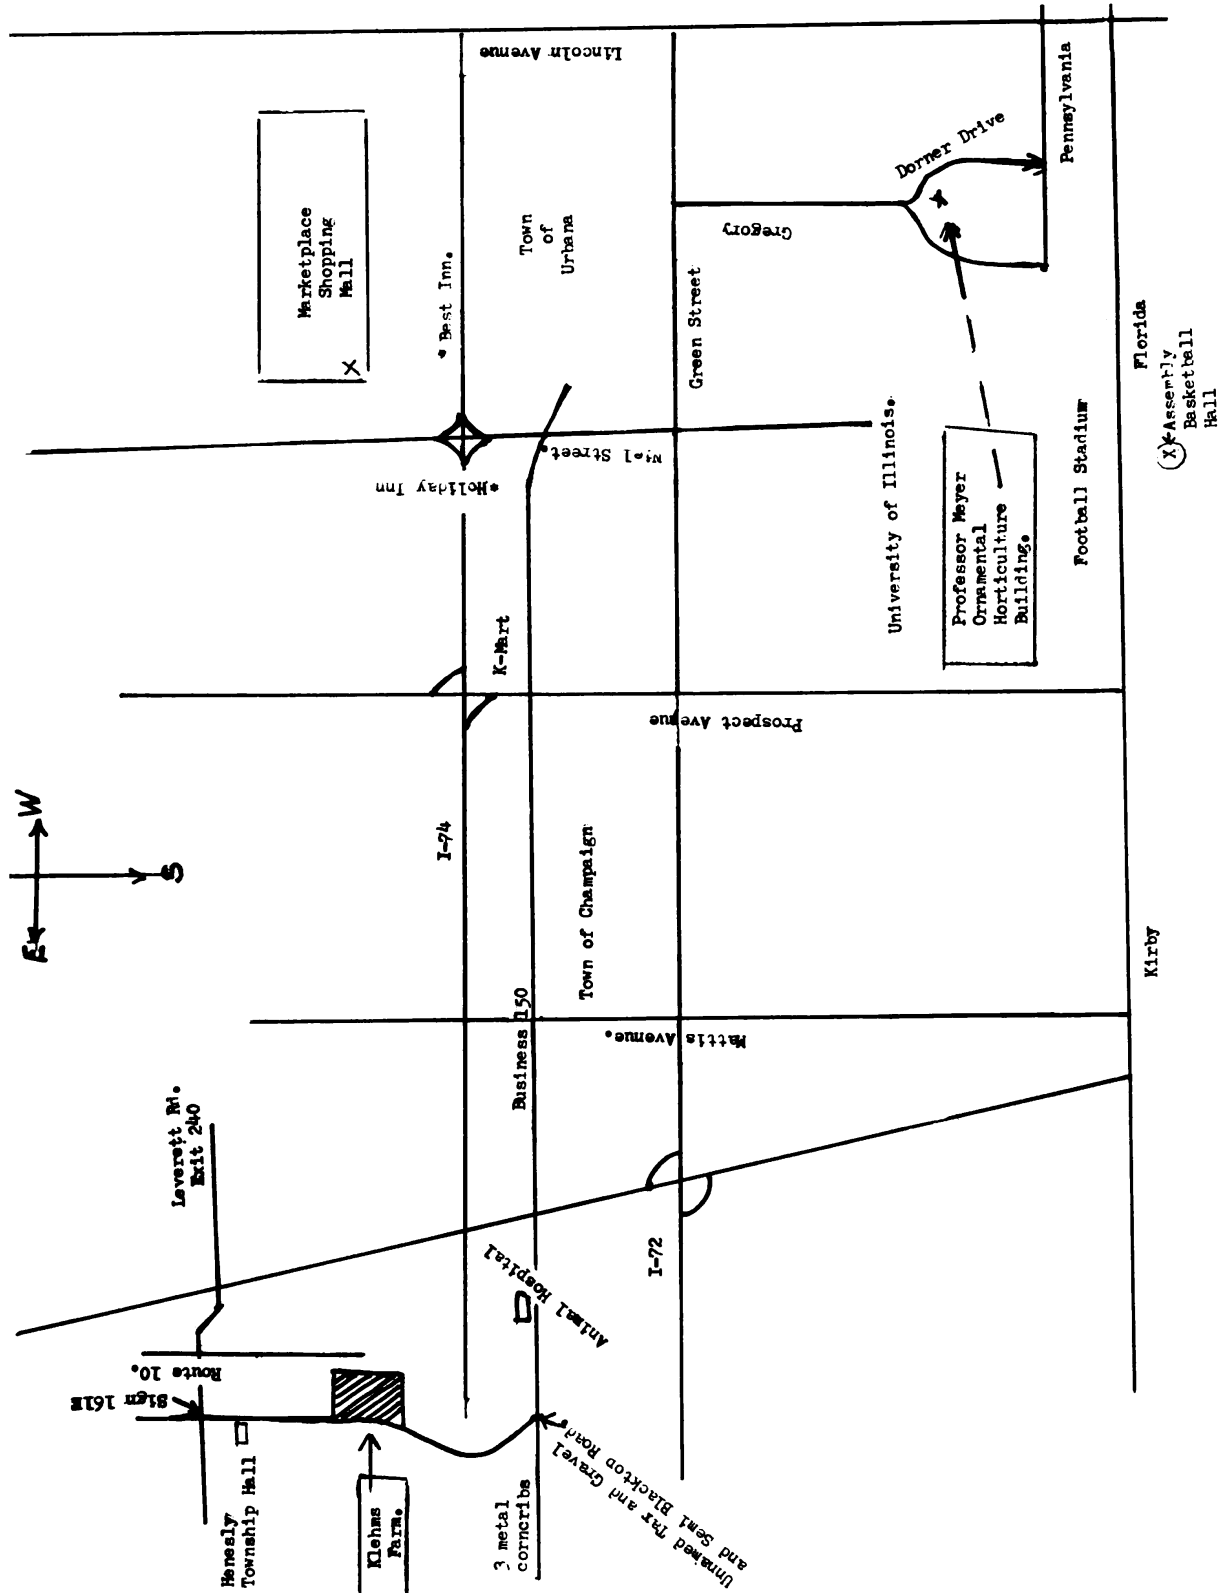 Lincoln Avenue
Marketplace
Shopping
Mall
X
* Best Inn.
Town
of
Urbana
Dorner Drive
Pennsylvania
Gregory
x
Green Street
Florida
(X)←Assembly
Basketball
Hall
*Holiday Inn
Street.
University of Illinois.
Professor Meyer
Ornamental
Horticulture
Building.
Football Stadium
K-Mart
Prospect Avenue
E
W
S
I-74
Town of Champaign
Business 150
Mattis Avenue.
Kirby
Leverett Rd.
Exit 240
I-72
Animal Hospital
Route 10.
Sign 161E
Henesly
Township Hall
Klehms
Farm.
3 metal
corncribs
Unnamed Tar and Gravel
and Semi Blacktop Road.